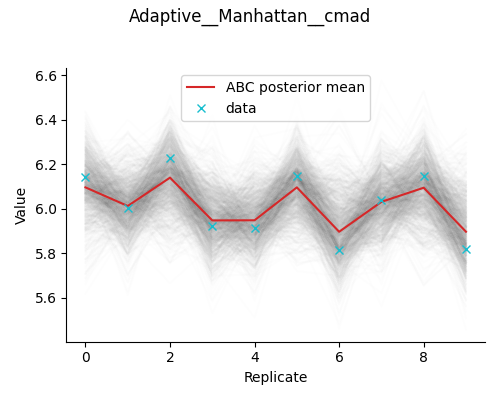 Adaptive__Manhattan__cmad
ABC posterior mean
data
Value
6.6
6.4
6.2
6.0
5.8
5.6
0 2 4 6 8
Replicate